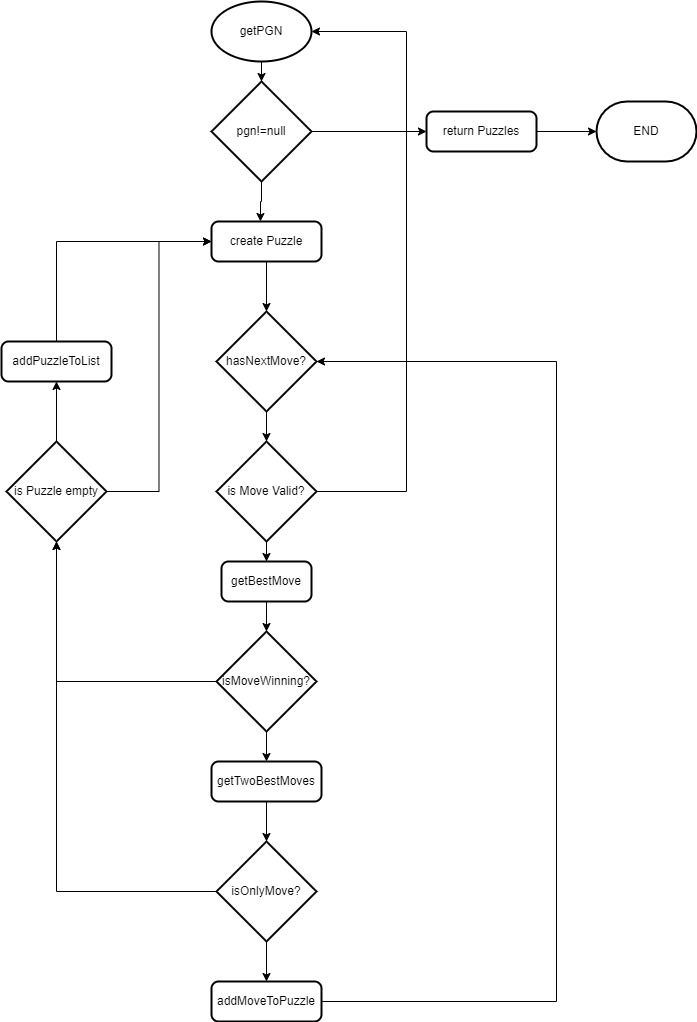 getPGN
pgn!=null
return Puzzles
END
create Puzzle
addPuzzleToList
hasNextMove?
is Puzzle empty
is Move Valid?
getBestMove
isMoveWinning?
getTwoBestMoves
isOnlyMove?
addMoveToPuzzle